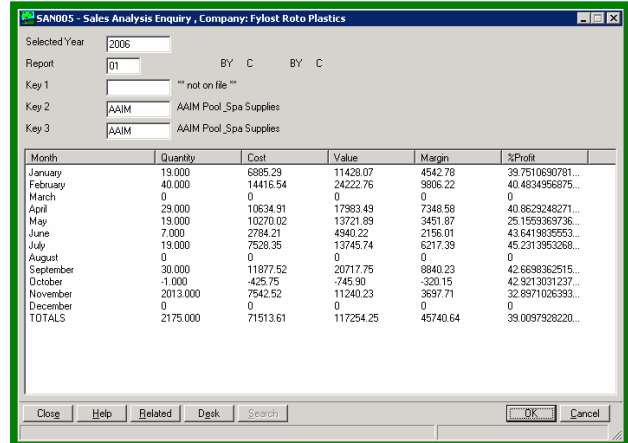 SAN005 - Sales Analysis Enquiry , Company: Fylost Roto Plastics
Selected Year 2006
Report 01 BY C BY C
Key 1 ** not on file **
Key 2 AAIM AAIM Pool_Spa Supplies
Key 3 AAIM AAIM Pool_Spa Supplies
Month Quantity Cost Value Margin %Profit
January 19.000 6885.29 11428.07 4542.78 39.7510690781...
February 40.000 14416.54 24222.76 9806.22 40.4834956875...
March 0 0 0 0 0
April 29.000 10634.91 17983.49 7348.58 40.8629248271...
May 19.000 10270.02 13721.89 3451.87 25.1559369736...
June 7.000 2784.21 4940.22 2156.01 43.6419835553...
July 19.000 7528.35 13745.74 6217.39 45.2313953268...
August 0 0 0 0 0
September 30.000 11877.52 20717.75 8840.23 42.6698362515...
October -1.000 -425.75 -745.90 -320.15 42.9213031237...
November 2013.000 7542.52 11240.23 3697.71 32.8971026393...
December 0 0 0 0 0
TOTALS 2175.000 71513.61 117254.25 45740.64 39.0097928220...
Close Help Related Desk Search OK Cancel